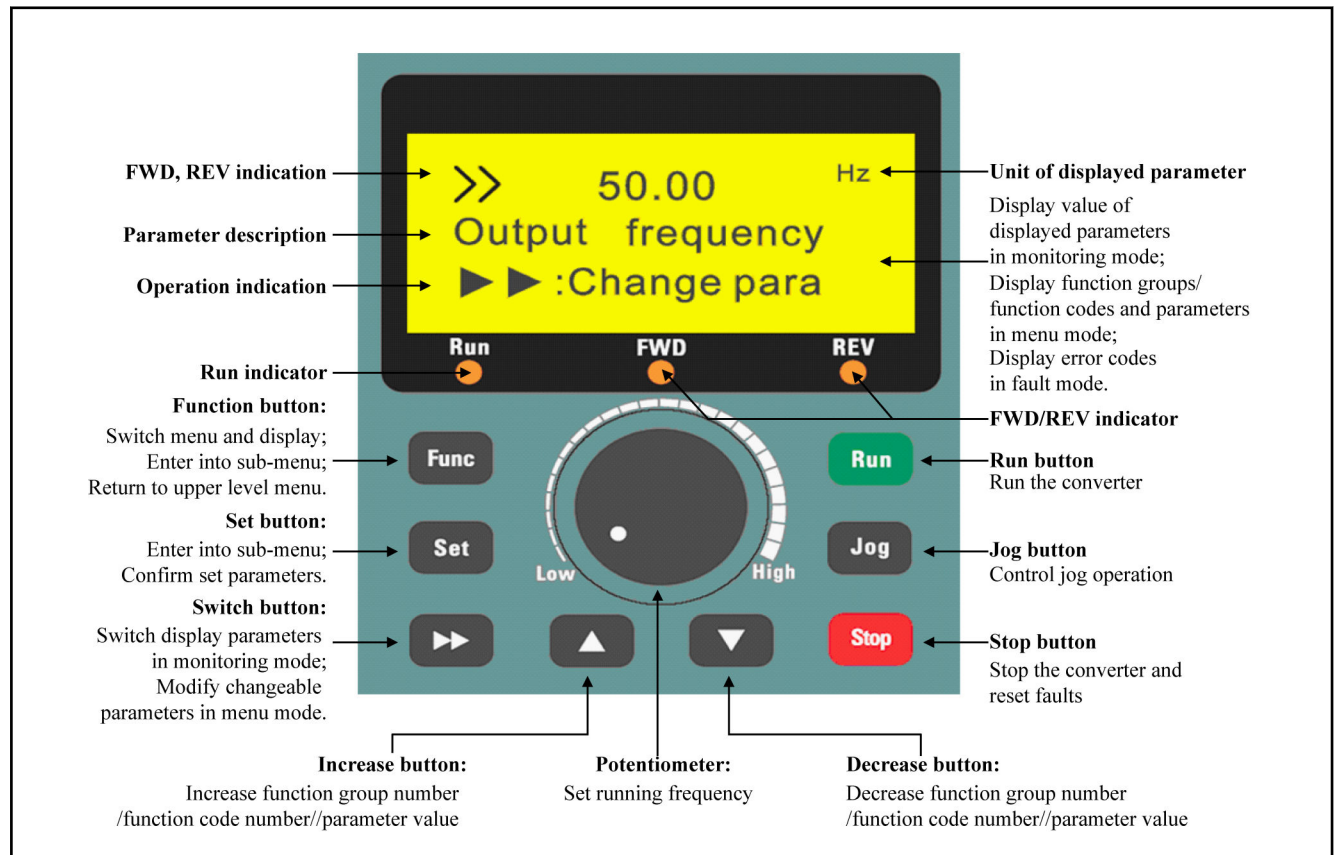 FWD, REV indication
Parameter description
Operation indication
Run indicator
Function button:
Switch menu and display;
Enter into sub-menu;
Return to upper level menu.
Set button:
Enter into sub-menu;
Confirm set parameters.
Switch button:
Switch display parameters
in monitoring mode;
Modify changeable
parameters in menu mode.
>> 50.00 Hz
Output frequency
▶▶:Change para
Run FWD REV
Func
Set
Low
High
Run
Jog
Stop
Unit of displayed parameter
Display value of
displayed parameters
in monitoring mode;
Display function groups/
function codes and parameters
in menu mode;
Display error codes
in fault mode.
FWD/REV indicator
Run button
Run the converter
Jog button
Control jog operation
Stop button
Stop the converter and
reset faults
Increase button:
Increase function group number
/function code number//parameter value
Potentiometer:
Set running frequency
Decrease button:
Decrease function group number
/function code number//parameter value